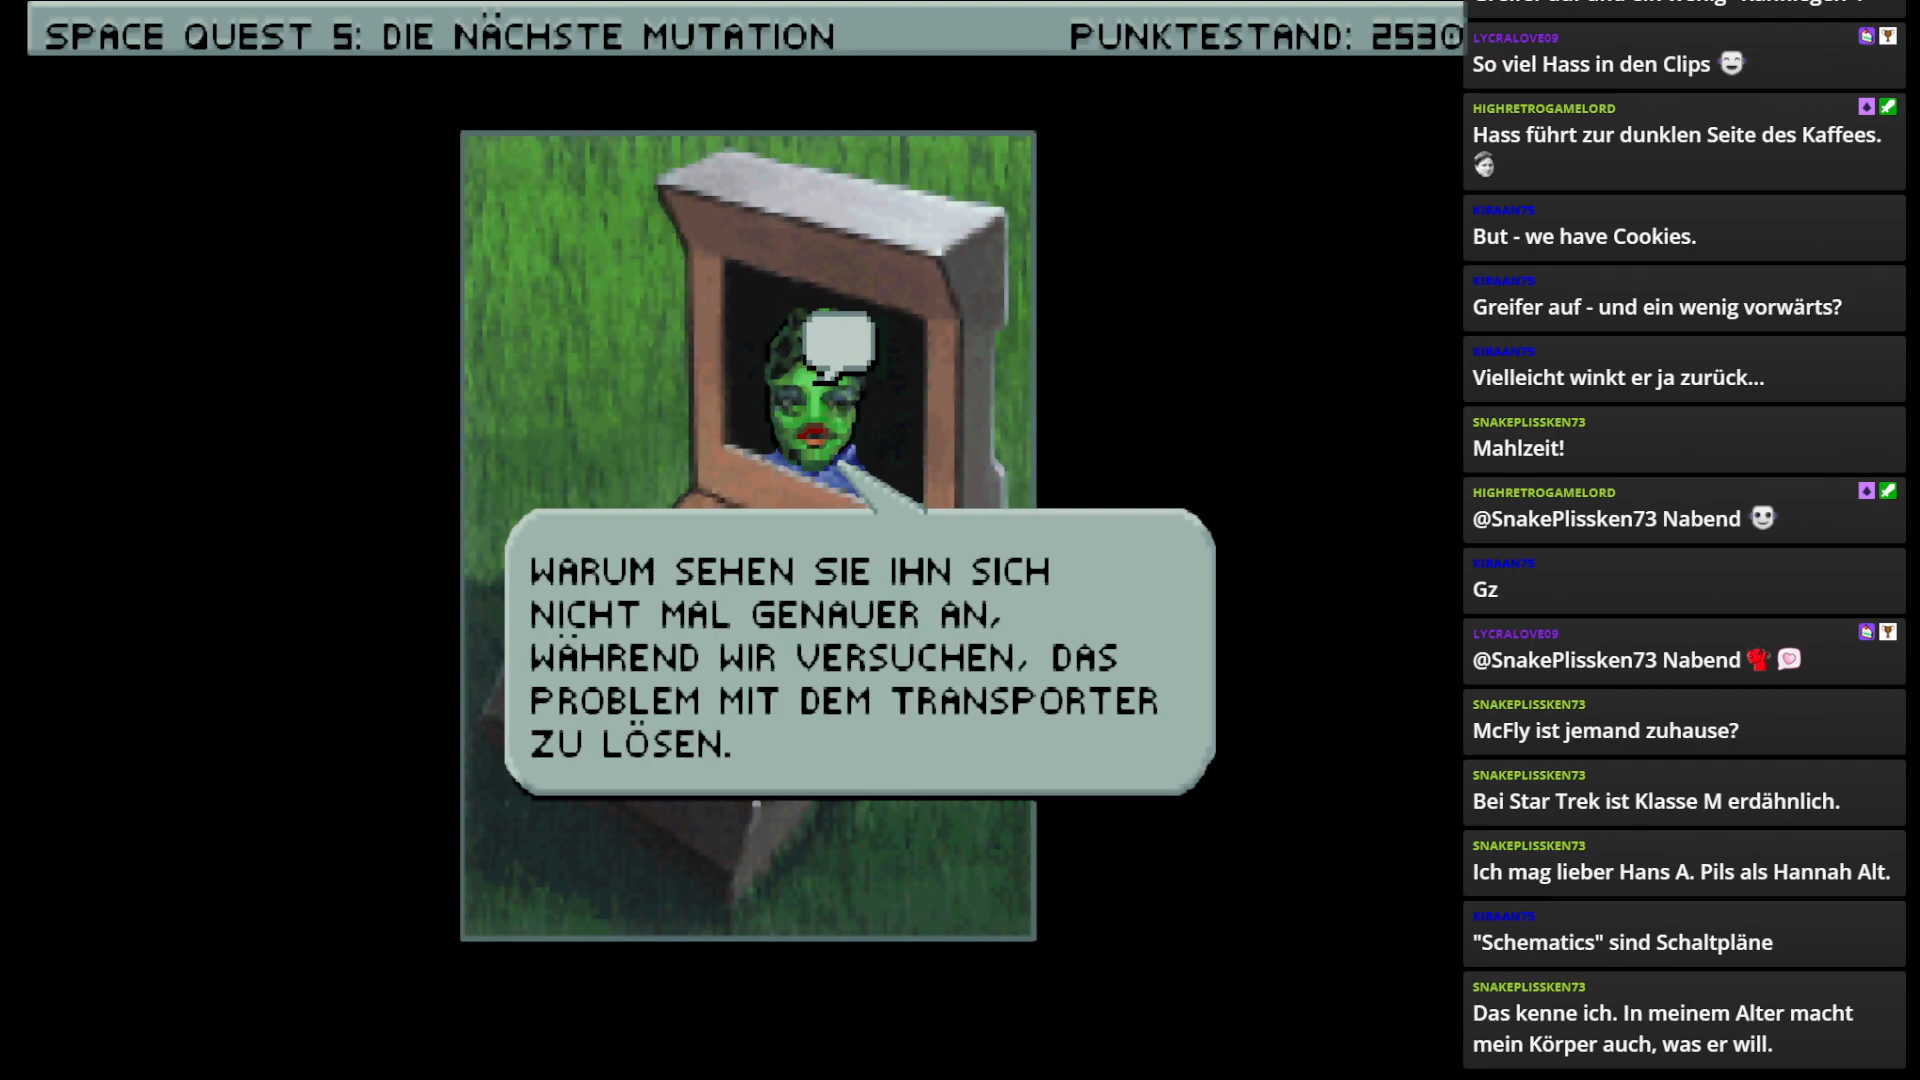 SPACE QUEST 5: DIE NÄCHSTE MUTATION PUNKTESTAND: 2530
WARUM SEHEN SIE IHN SICH
NICHT MAL GENAUER AN,
WÄHREND WIR VERSUCHEN, DAS
PROBLEM MIT DEM TRANSPORTER
ZU LÖSEN.
LYCRALOVE09
So viel Hass in den Clips
HIGHRETROGAMELORD
Hass führt zur dunklen Seite des Kaffees.
KIBAAN75
But - we have Cookies.
KIBAAN75
Greifer auf - und ein wenig vorwärts?
KIBAAN75
Vielleicht winkt er ja zurück...
SNAKEPLISSKEN73
Mahlzeit!
HIGHRETROGAMELORD
@SnakePlissken73 Nabend
KIBAAN75
Gz
LYCRALOVE09
@SnakePlissken73 Nabend
SNAKEPLISSKEN73
McFly ist jemand zuhause?
SNAKEPLISSKEN73
Bei Star Trek ist Klasse M erdähnlich.
SNAKEPLISSKEN73
Ich mag lieber Hans A. Pils als Hannah Alt.
KIBAAN75
"Schematics" sind Schaltpläne
SNAKEPLISSKEN73
Das kenne ich. In meinem Alter macht
mein Körper auch, was er will.